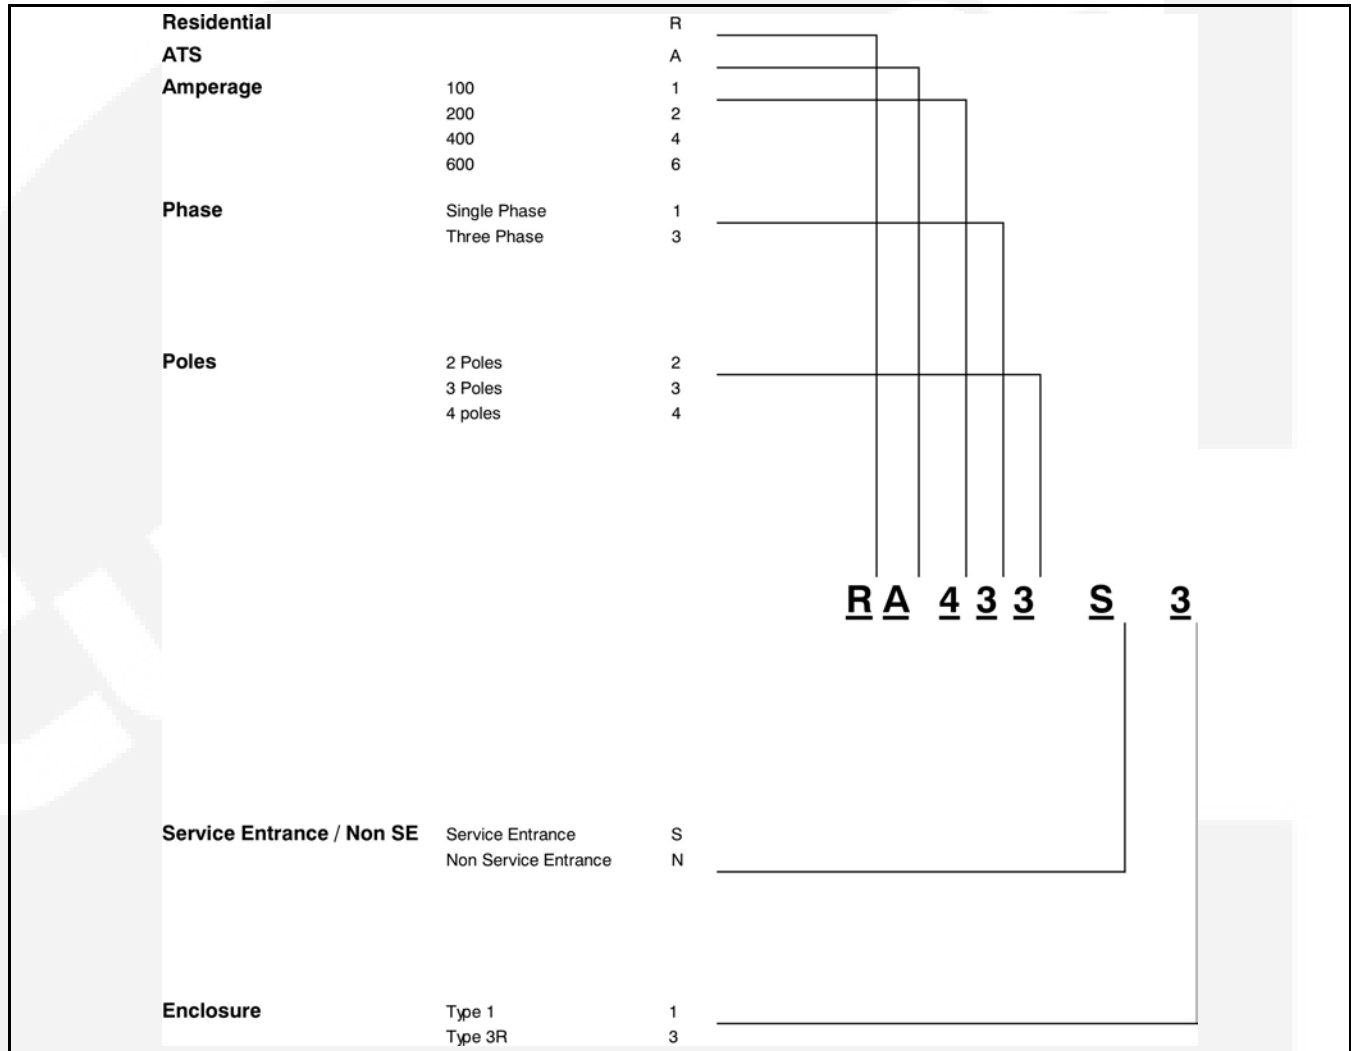 Residential R
ATS A
Amperage 100 1
200 2
400 4
600 6
Phase Single Phase 1
Three Phase 3
Poles 2 Poles 2
3 Poles 3
4 poles 4
R A 4 3 3 S 3
Service Entrance / Non SE Service Entrance S
Non Service Entrance N
Enclosure Type 1 1
Type 3R 3